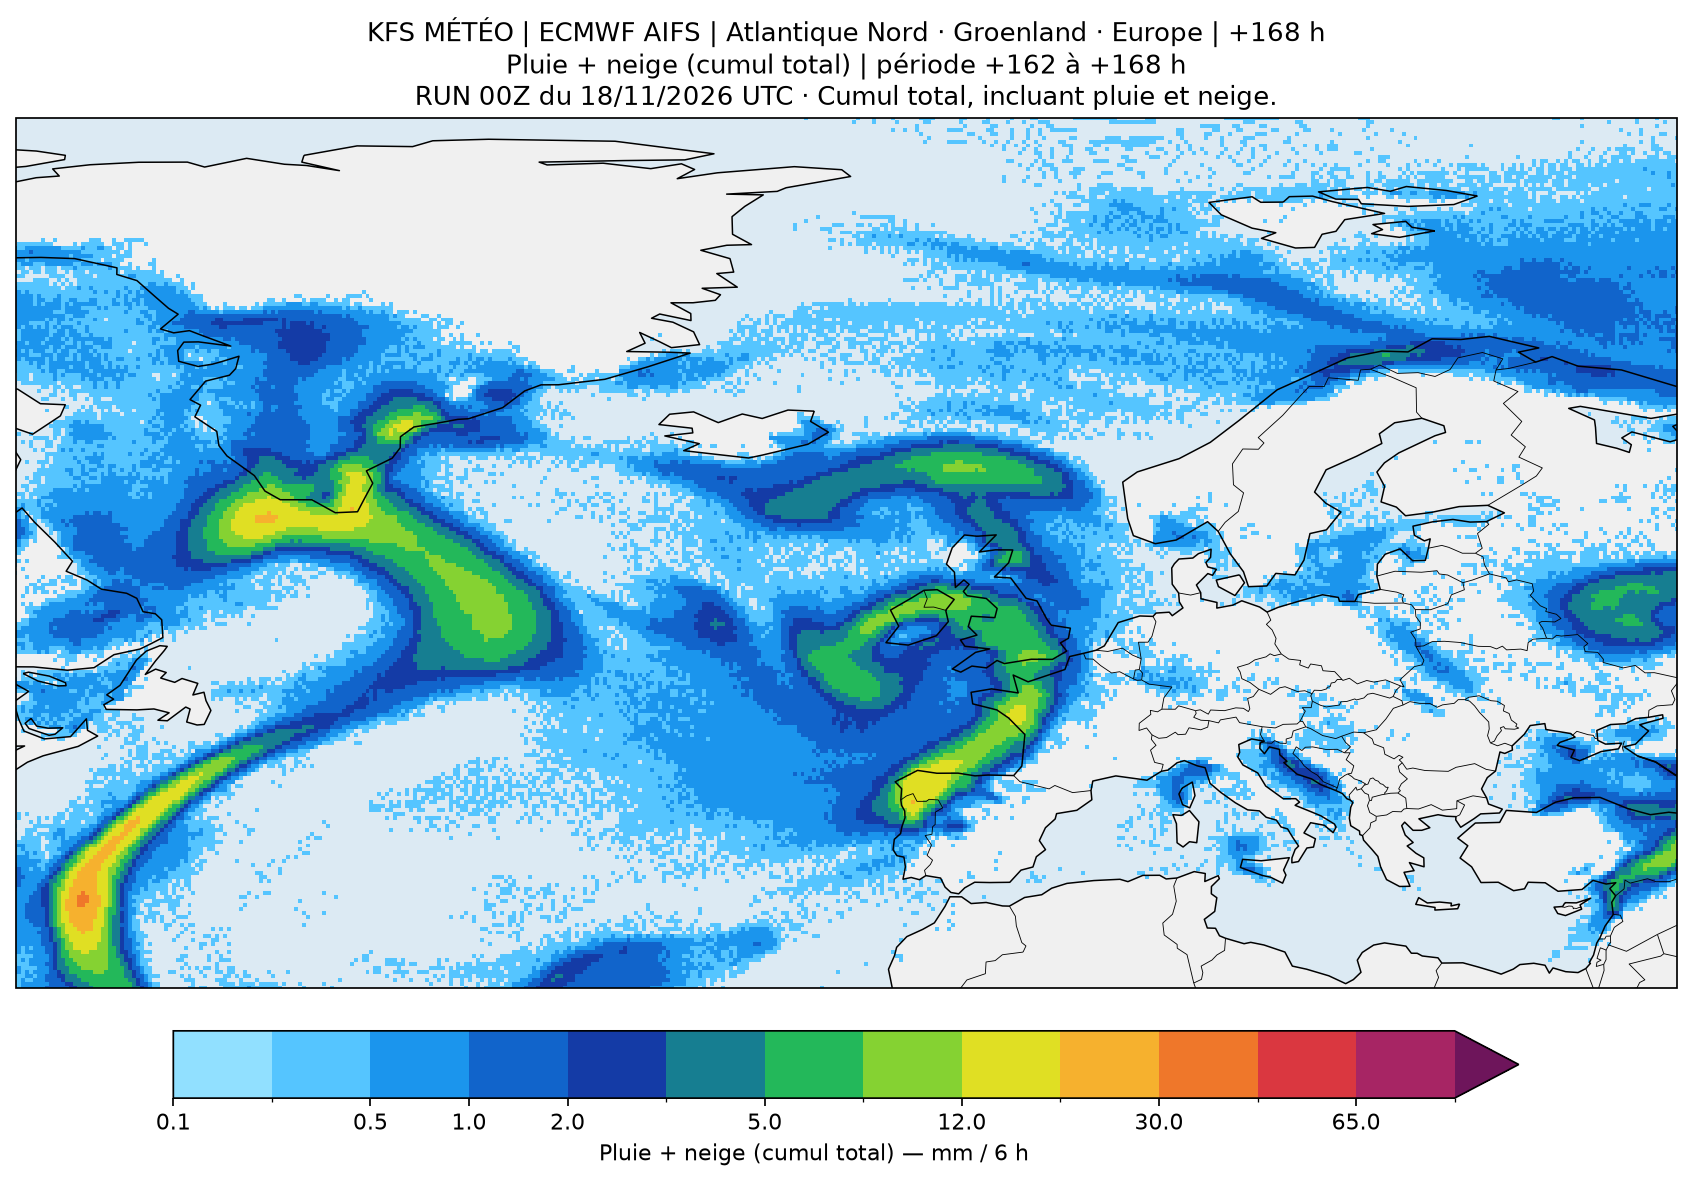 KFS MÉTÉO | ECMWF AIFS | Atlantique Nord · Groenland · Europe | +168 h
Pluie + neige (cumul total) | période +162 à +168 h
RUN 00Z du 18/11/2026 UTC · Cumul total, incluant pluie et neige.
0.1 0.5 1.0 2.0 5.0 12.0 30.0 65.0
Pluie + neige (cumul total) — mm / 6 h